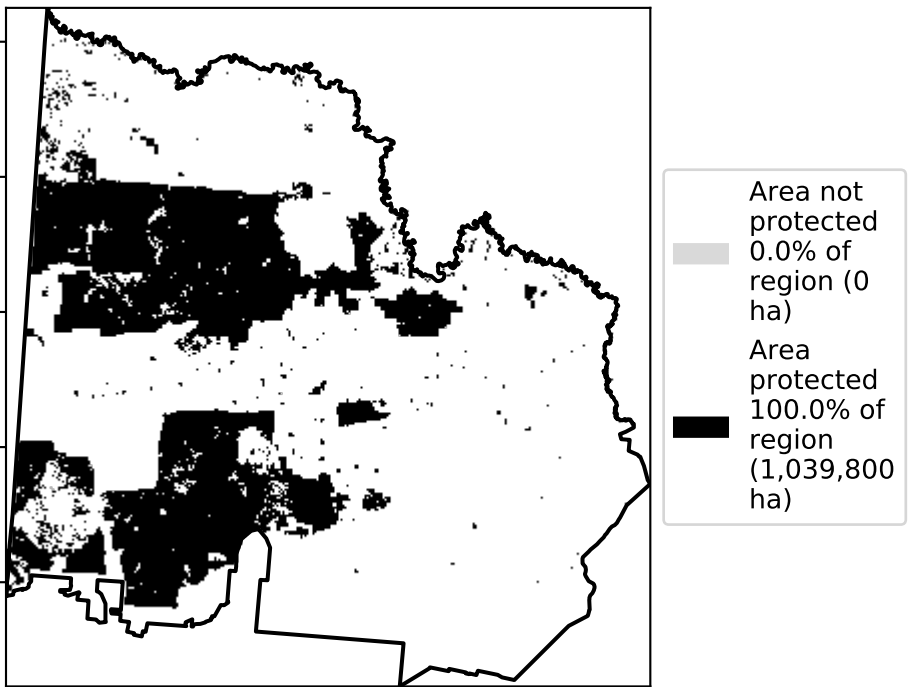 Area not
protected
0.0% of
region (0
ha)
Area
protected
100.0% of
region
(1,039,800
ha)